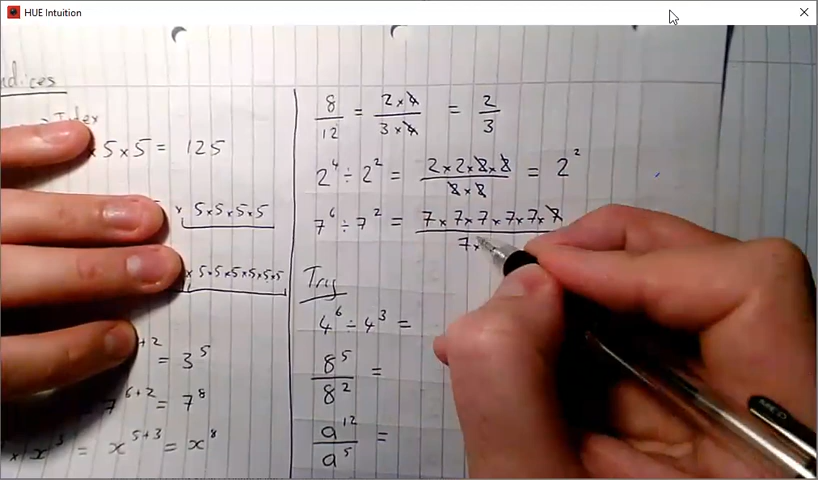 HUE Intuition
Index
5 × 5 = 125
× 5 × 5 × 5 × 5
× 5 × 5 × 5 × 5 × 5 × 5
+2 = 3⁵
7⁶⁺² = 7⁸
x³ = x⁵⁺³ = x⁸
8/12 = 2 × 4/3 × 4 = 2/3
2⁴ ÷ 2² = 2 × 2 × 2 × 2/2 × 2 = 2²
7⁶ ÷ 7² = 7 × 7 × 7 × 7 × 7 × 7/7 ×
Try
4⁶ ÷ 4³ =
8⁵/8² =
a¹²/a⁵ =